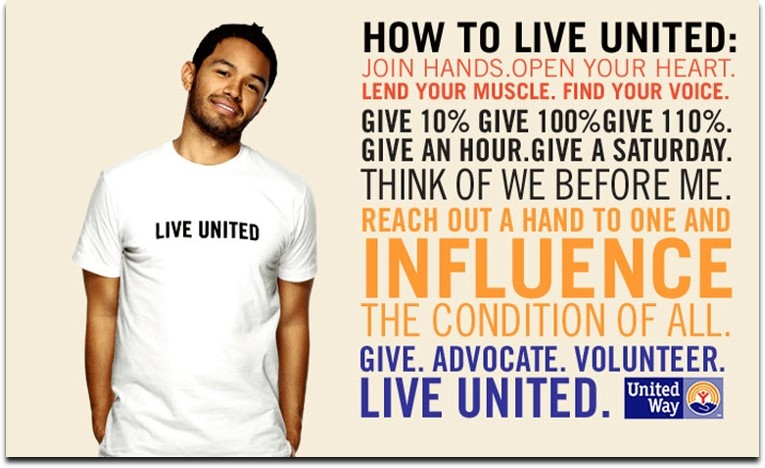 LIVE UNITED
HOW TO LIVE UNITED:
JOIN HANDS.OPEN YOUR HEART.
LEND YOUR MUSCLE. FIND YOUR VOICE.
GIVE 10% GIVE 100%GIVE 110%.
GIVE AN HOUR.GIVE A SATURDAY.
THINK OF WE BEFORE ME.
REACH OUT A HAND TO ONE AND
INFLUENCE
THE CONDITION OF ALL.
GIVE. ADVOCATE. VOLUNTEER.
LIVE UNITED.
United
Way